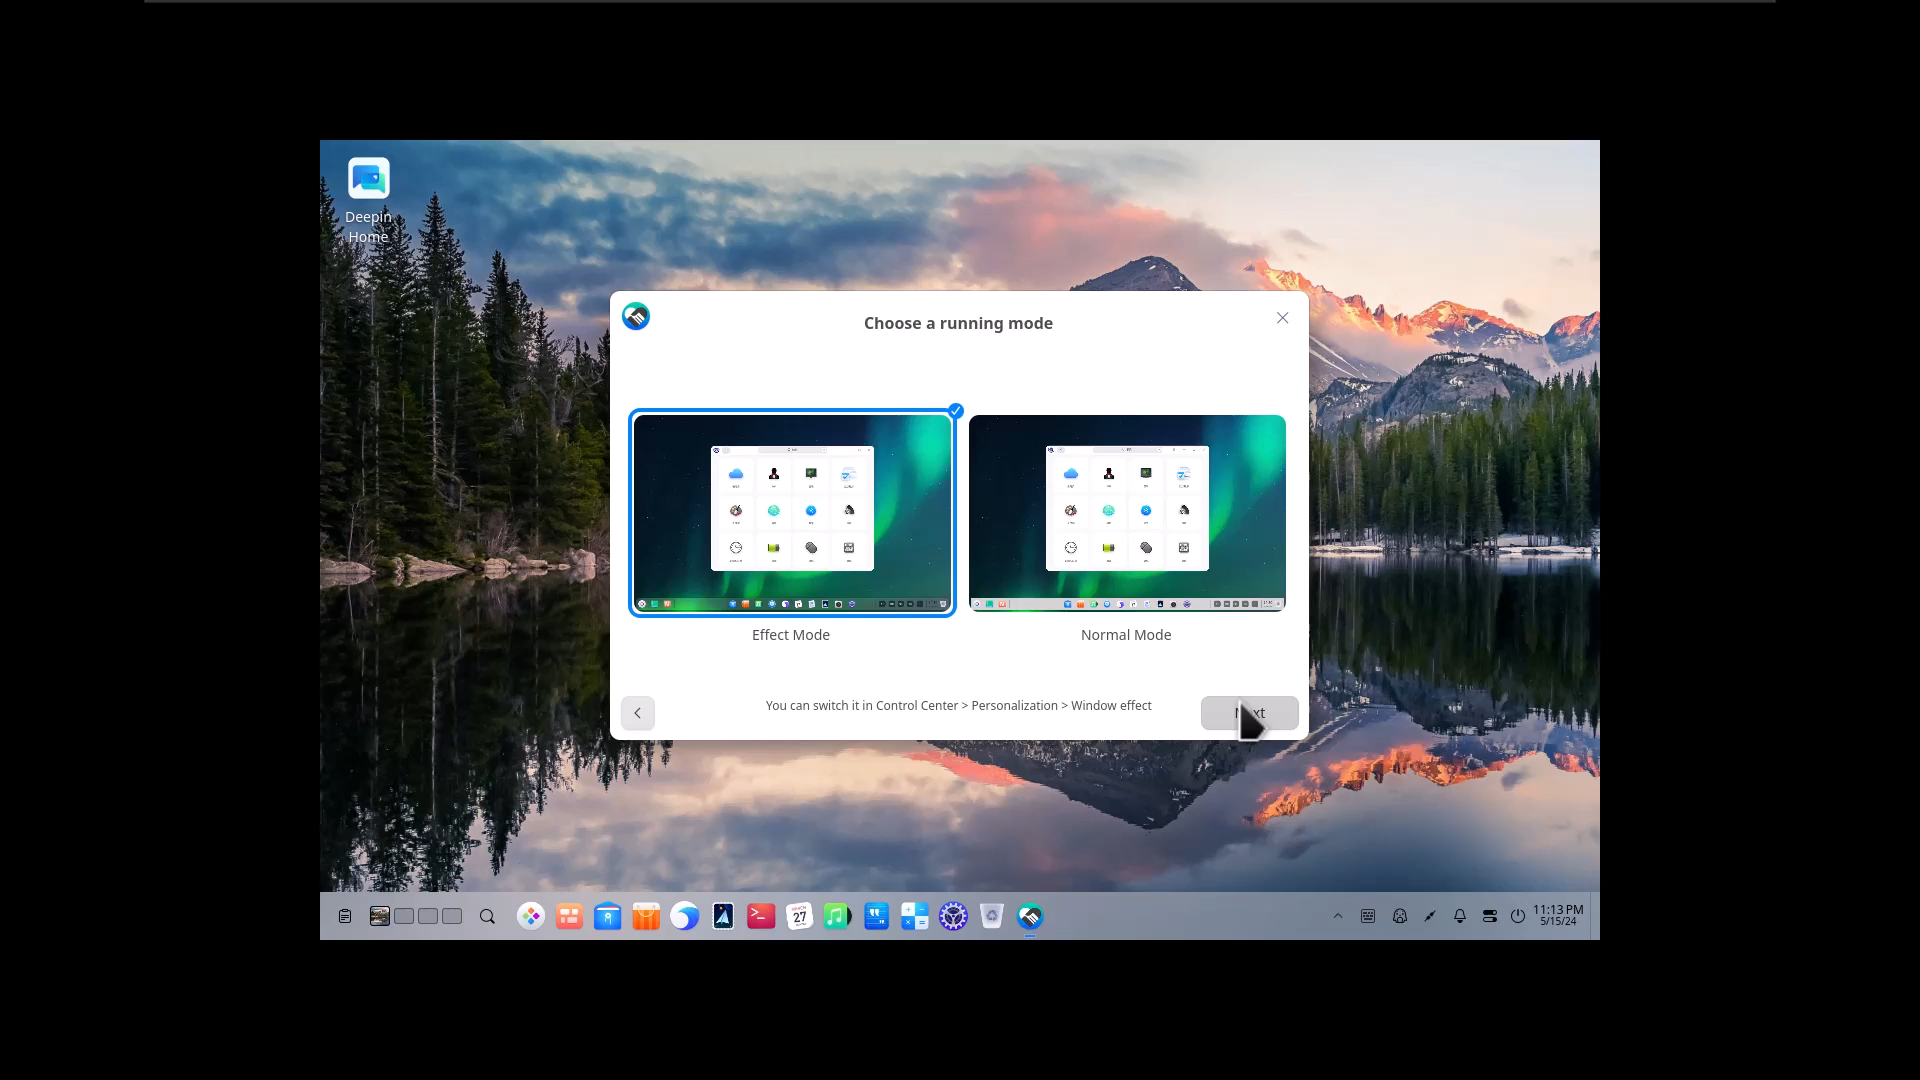 Deepin
Home
Choose a running mode
Effect Mode
Normal Mode
You can switch it in Control Center > Personalization > Window effect
11:13 PM
5/15/24
27